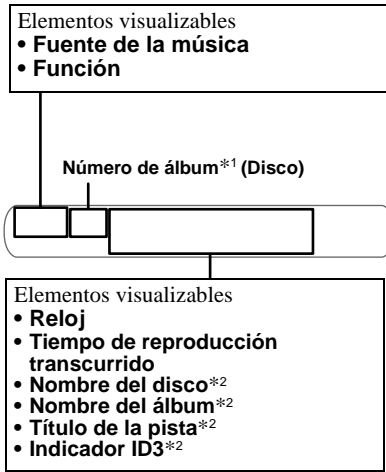 Elementos visualizables
• Fuente de la música
• Función
Número de álbum*1 (Disco)
Elementos visualizables
• Reloj
• Tiempo de reproducción
transcurrido
• Nombre del disco*2
• Nombre del álbum*2
• Título de la pista*2
• Indicador ID3*2